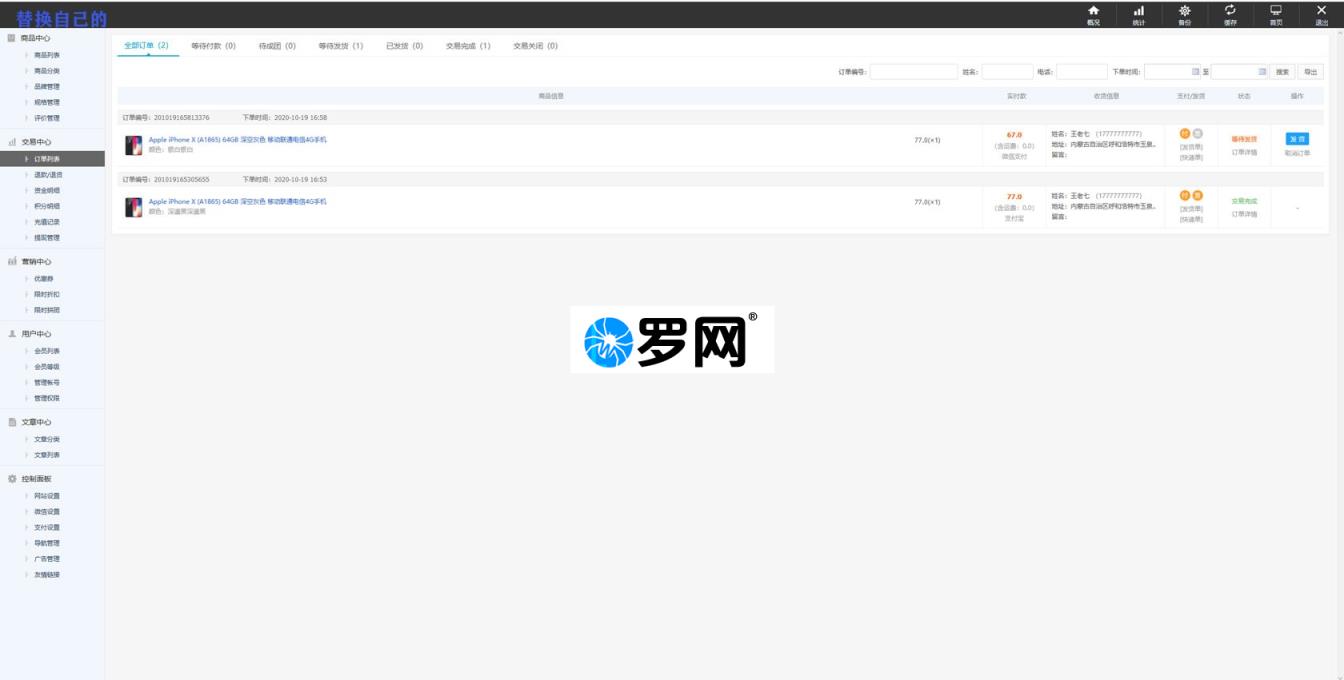 替换自己的
概况 统计 备份 缓存 首页 退出
商品中心
商品列表
商品分类
品牌管理
规格管理
评价管理
交易中心
订单列表
退款/退货
资金明细
积分明细
充值记录
提现管理
营销中心
优惠券
限时折扣
限时拼团
用户中心
会员列表
会员等级
管理帐号
管理权限
文章中心
文章分类
文章列表
控制面板
网站设置
微信设置
支付设置
导航管理
广告管理
友情链接
全部订单 (2) 等待付款 (0) 待成团 (0) 等待发货 (1) 已发货 (0) 交易完成 (1) 交易关闭 (0)
订单编号: 姓名: 电话: 下单时间: 至 搜索 导出
商品信息 实付款 收货信息 支付/发货 状态 操作
订单编号: 201019165813376 下单时间: 2020-10-19 16:58
Apple iPhone X (A1865) 64GB 深空灰色 移动联通电信4G手机
颜色: 银白银白
77.0(×1)
67.0
(含运费: 0.0)
微信支付
姓名: 王老七 (17777777777)
地址: 内蒙古自治区呼和浩特市玉泉..
留言:
付
[发货单]
[快递单]
等待发货
订单详情
发 货
取消订单
订单编号: 201019165305655 下单时间: 2020-10-19 16:53
Apple iPhone X (A1865) 64GB 深空灰色 移动联通电信4G手机
颜色: 深蓝黑深蓝黑
77.0(×1)
77.0
(含运费: 0.0)
支付宝
姓名: 王老七 (17777777777)
地址: 内蒙古自治区呼和浩特市玉泉..
留言:
付
[发货单]
[快递单]
交易完成
订单详情
-
罗网®